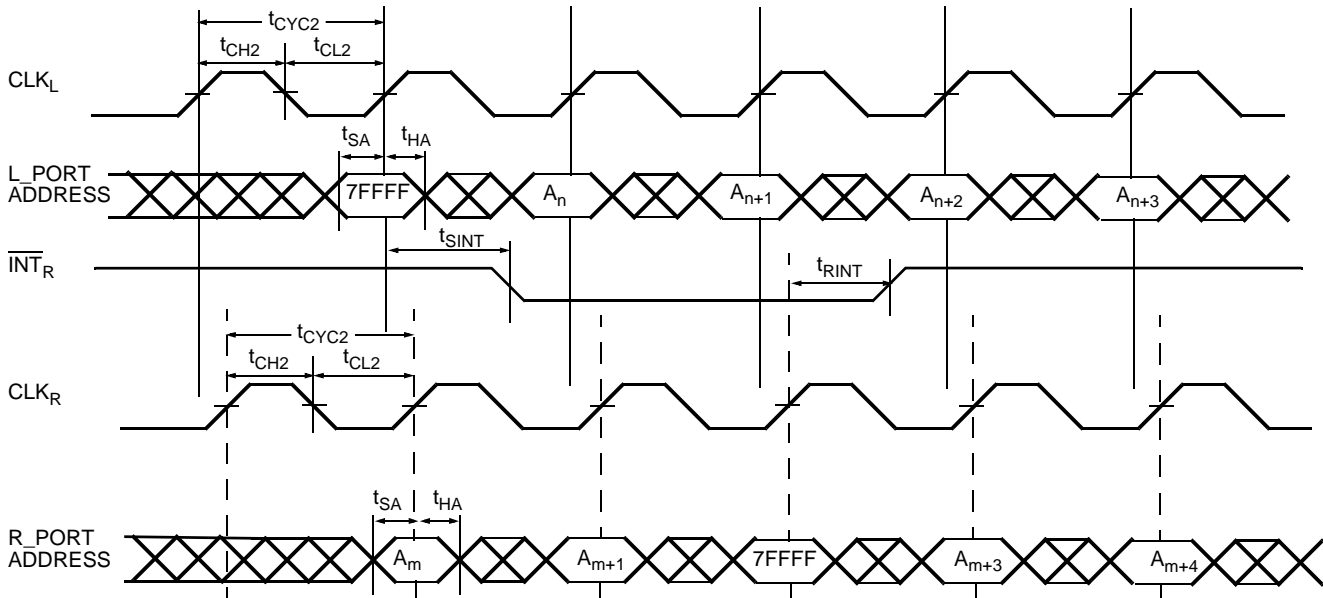 tCYC2
tCH2 tCL2
CLKL
tSA tHA
L_PORT
ADDRESS
7FFFF An An+1 An+2 An+3
tSINT
INTR
tRINT
tCYC2
tCH2 tCL2
CLKR
tSA tHA
R_PORT
ADDRESS
Am Am+1 7FFFF Am+3 Am+4